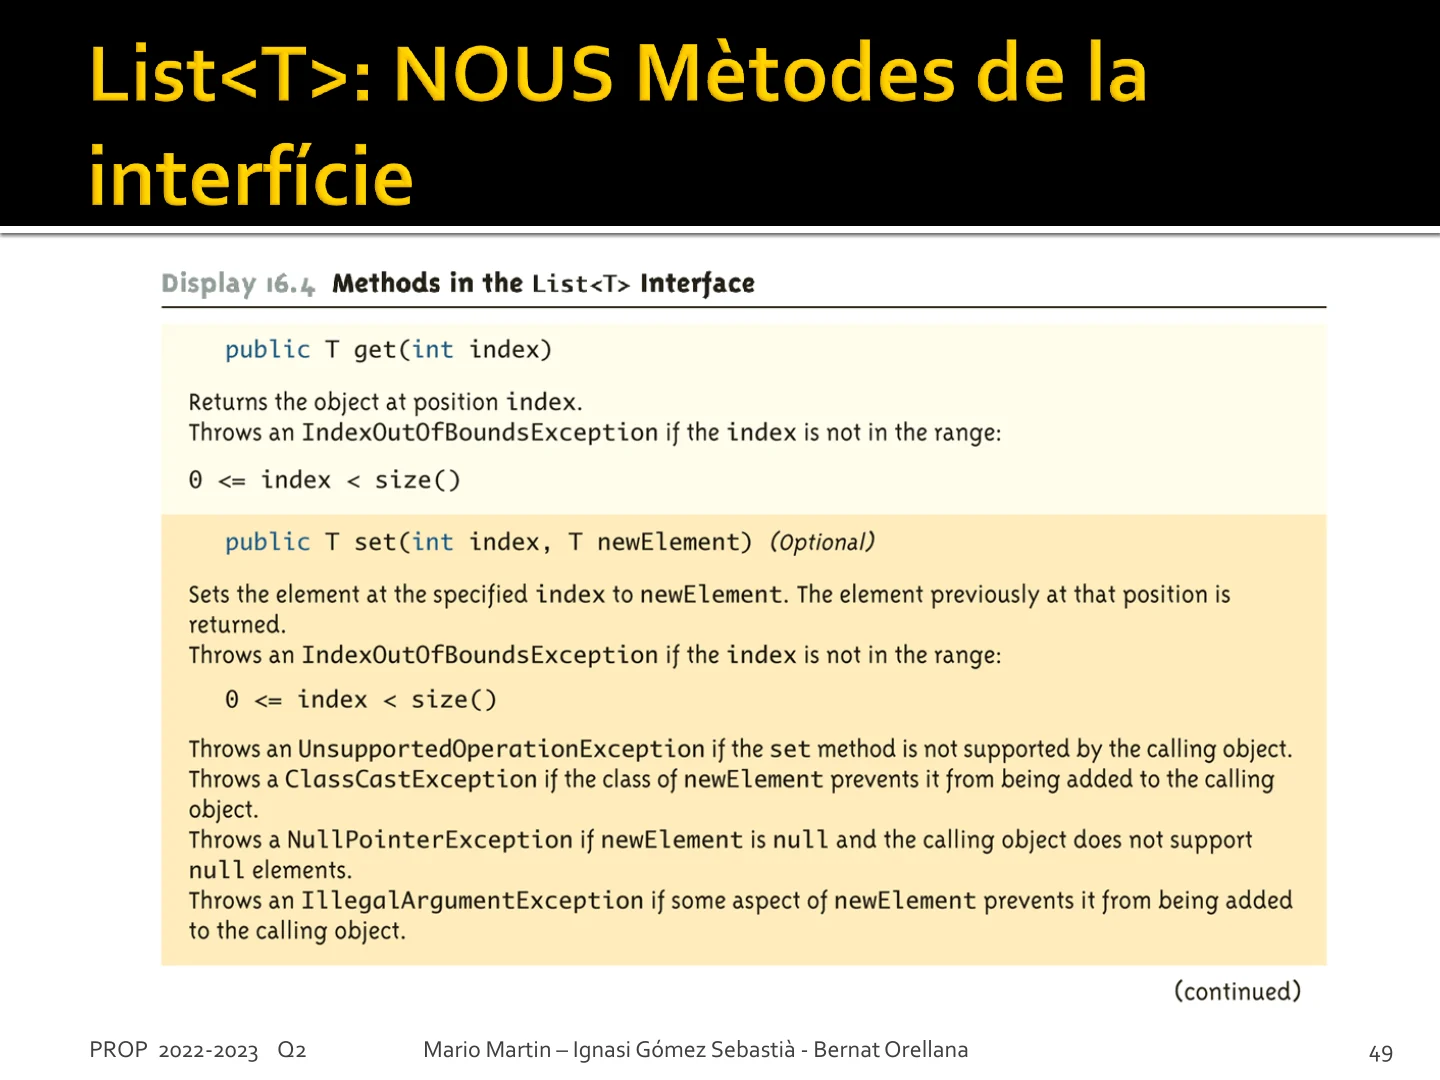 List<T>: NOUS Mètodes de la
interfície
Display 16.4 Methods in the List<T> Interface
public T get(int index)
Returns the object at position index.
Throws an IndexOutOfBoundsException if the index is not in the range:
0 <= index < size()
public T set(int index, T newElement) (Optional)
Sets the element at the specified index to newElement. The element previously at that position is
returned.
Throws an IndexOutOfBoundsException if the index is not in the range:
0 <= index < size()
Throws an UnsupportedOperationException if the set method is not supported by the calling object.
Throws a ClassCastException if the class of newElement prevents it from being added to the calling
object.
Throws a NullPointerException if newElement is null and the calling object does not support
null elements.
Throws an IllegalArgumentException if some aspect of newElement prevents it from being added
to the calling object.
(continued)
PROP 2022-2023 Q2 Mario Martin – Ignasi Gómez Sebastià - Bernat Orellana 49